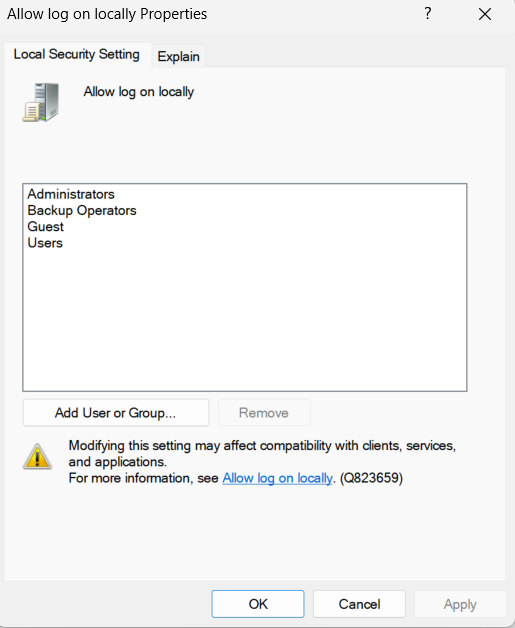 Allow log on locally Properties
?
Local Security Setting
Explain
Allow log on locally
Administrators
Backup Operators
Guest
Users
Add User or Group...
Remove
Modifying this setting may affect compatibility with clients, services,
and applications.
For more information, see Allow log on locally. (Q823659)
OK
Cancel
Apply